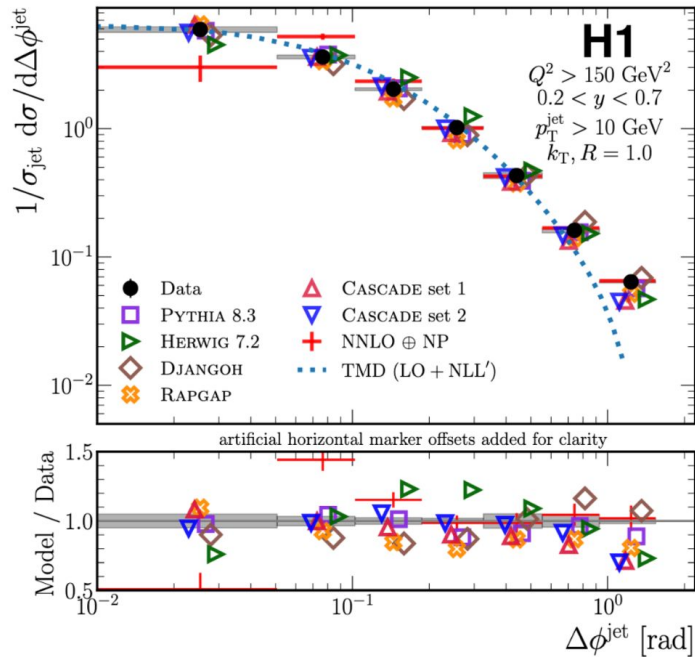 H1
Q² > 150 GeV²
0.2 < y < 0.7
p_T^jet > 10 GeV
k_T, R = 1.0
1/σ_jet dσ/dΔφ^jet
10⁰
10⁻¹
10⁻²
Data
PYTHIA 8.3
HERWIG 7.2
DJANGOH
RAPGAP
CASCADE set 1
CASCADE set 2
NNLO ⊕ NP
TMD (LO + NLL′)
artificial horizontal marker offsets added for clarity
Model / Data
1.5
1.0
0.5
10⁻² 10⁻¹ 10⁰
Δφ^jet [rad]